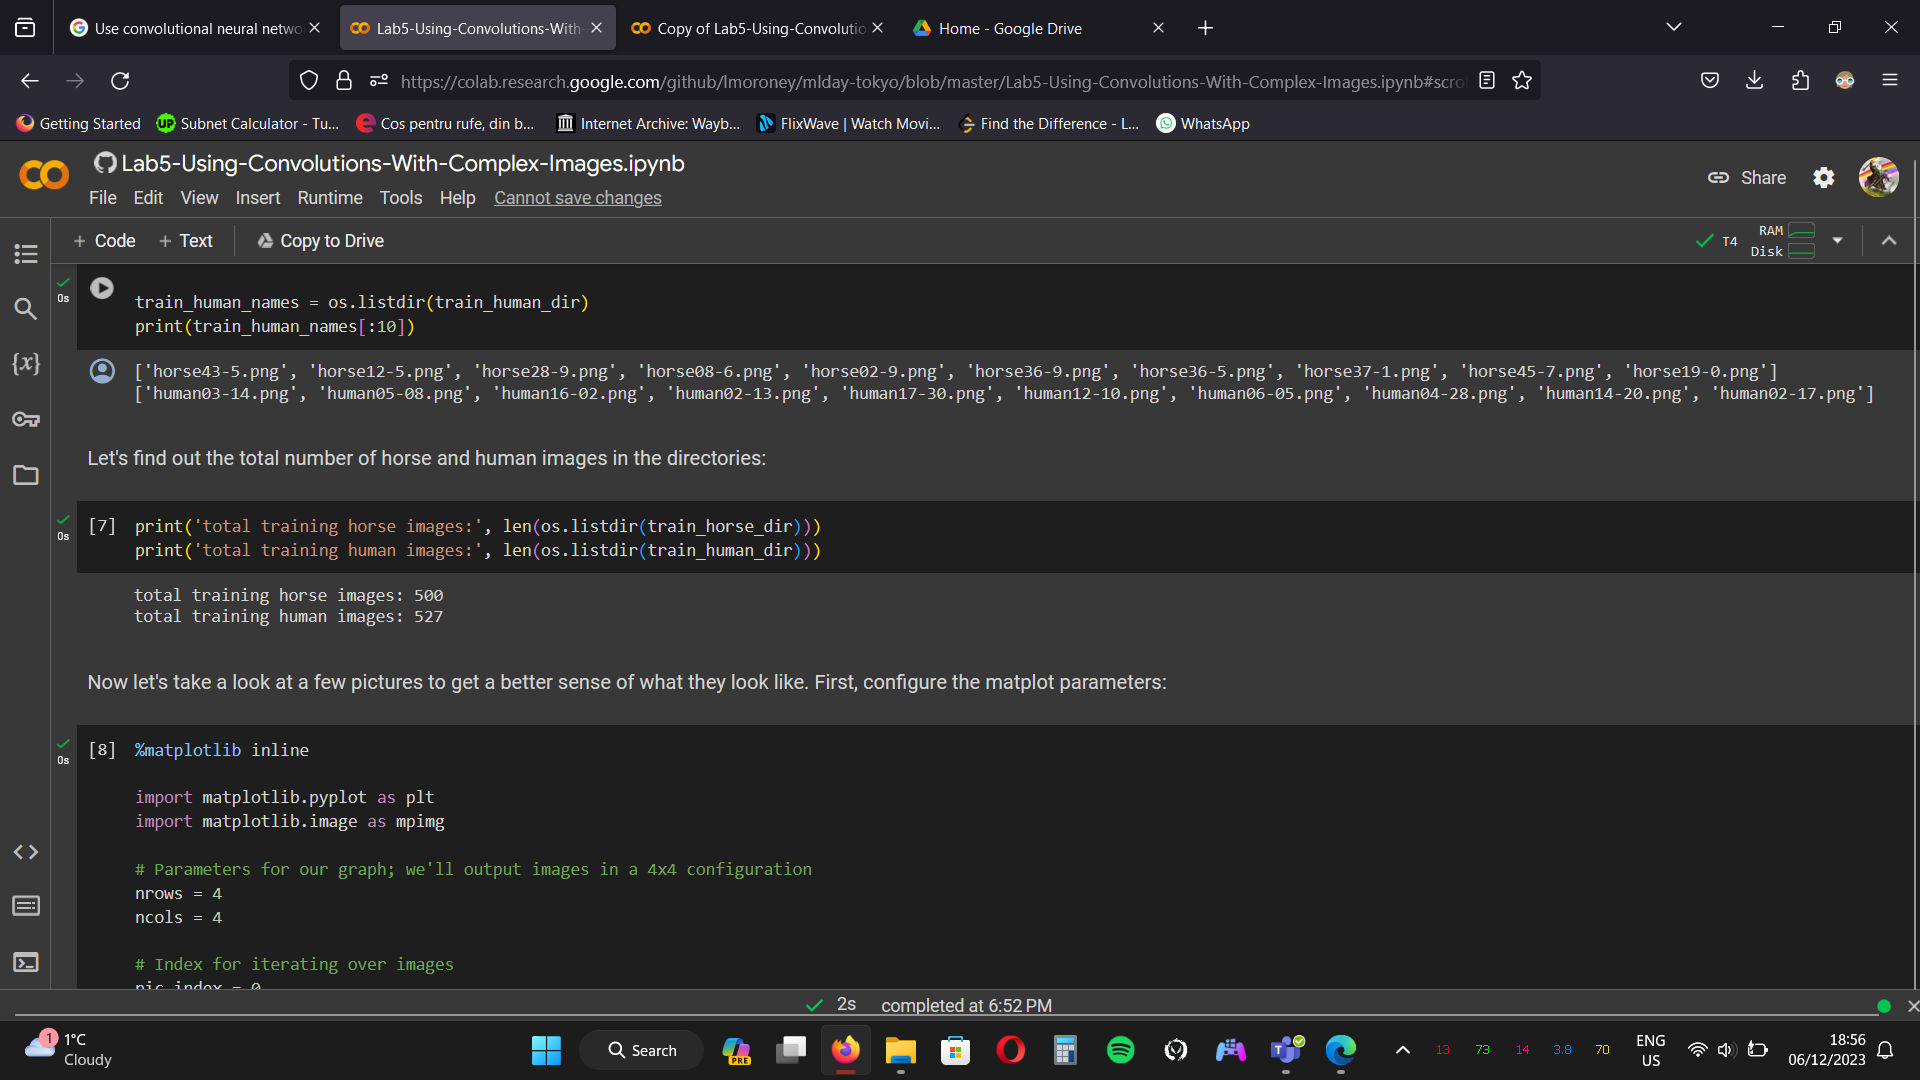 Use convolutional neural netwo
Lab5-Using-Convolutions-With-
Copy of Lab5-Using-Convolutio
Home - Google Drive
https://colab.research.google.com/github/lmoroney/mlday-tokyo/blob/master/Lab5-Using-Convolutions-With-Complex-Images.ipynb#scro
Getting Started
Subnet Calculator - Tu...
Cos pentru rufe, din b...
Internet Archive: Wayb...
FlixWave | Watch Movi...
Find the Difference - L...
WhatsApp
Lab5-Using-Convolutions-With-Complex-Images.ipynb
Share
File Edit View Insert Runtime Tools Help Cannot save changes
+ Code + Text Copy to Drive
T4 RAM
Disk
0s
train_human_names = os.listdir(train_human_dir)
print(train_human_names[:10])
['horse43-5.png', 'horse12-5.png', 'horse28-9.png', 'horse08-6.png', 'horse02-9.png', 'horse36-9.png', 'horse36-5.png', 'horse37-1.png', 'horse45-7.png', 'horse19-0.png']
['human03-14.png', 'human05-08.png', 'human16-02.png', 'human02-13.png', 'human17-30.png', 'human12-10.png', 'human06-05.png', 'human04-28.png', 'human14-20.png', 'human02-17.png']
Let's find out the total number of horse and human images in the directories:
0s
[7] print('total training horse images:', len(os.listdir(train_horse_dir)))
print('total training human images:', len(os.listdir(train_human_dir)))
total training horse images: 500
total training human images: 527
Now let's take a look at a few pictures to get a better sense of what they look like. First, configure the matplot parameters:
0s
[8] %matplotlib inline
import matplotlib.pyplot as plt
import matplotlib.image as mpimg
# Parameters for our graph; we'll output images in a 4x4 configuration
nrows = 4
ncols = 4
# Index for iterating over images
pic_index = 0
2s completed at 6:52 PM
1
1°C
Cloudy
Search
PRE
13 73 14 3.8 70
ENG
US
18:56
06/12/2023